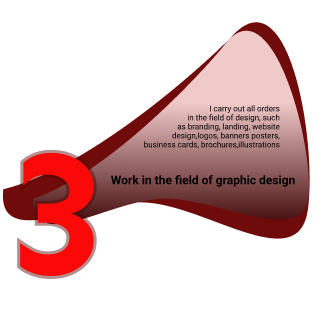 I carry out all orders
in the field of design, such
as branding, landing, website
design,logos, banners posters,
business cards, brochures,illustrations
Work in the field of graphic design
3